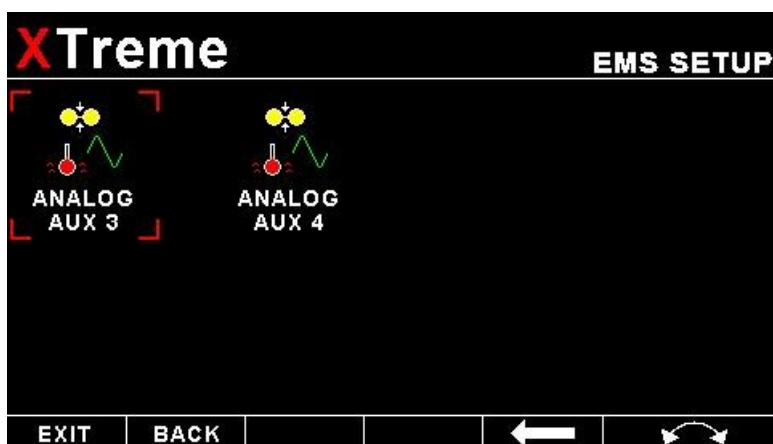 XTreme
EMS SETUP
ANALOG
AUX 3
ANALOG
AUX 4
EXIT
BACK